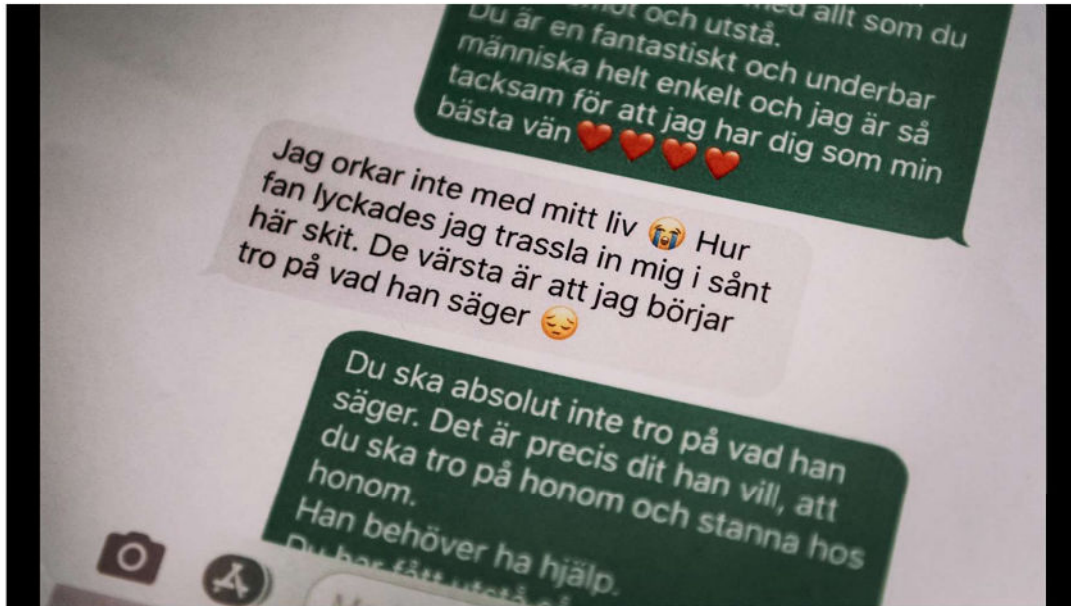 allt som du
och utstå.
Du är en fantastiskt och underbar
människa helt enkelt och jag är så
tacksam för att jag har dig som min
bästa vän❤️❤️❤️❤️
Jag orkar inte med mitt liv 😭 Hur
fan lyckades jag trassla in mig i sånt
här skit. De värsta är att jag börjar
tro på vad han säger 😔
Du ska absolut inte tro på vad han
säger. Det är precis dit han vill, att
du ska tro på honom och stanna hos
honom.
Han behöver ha hjälp.
Du har fått utstå